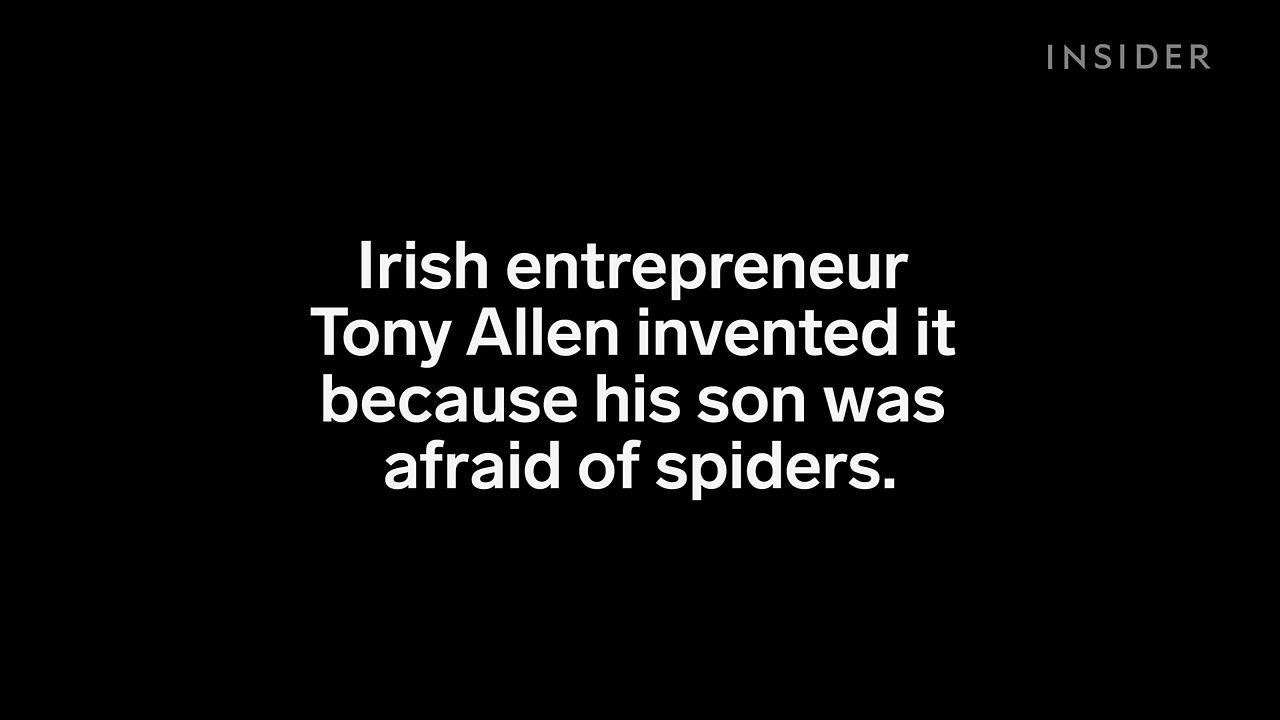 INSIDER
Irish entrepreneur
Tony Allen invented it
because his son was
afraid of spiders.